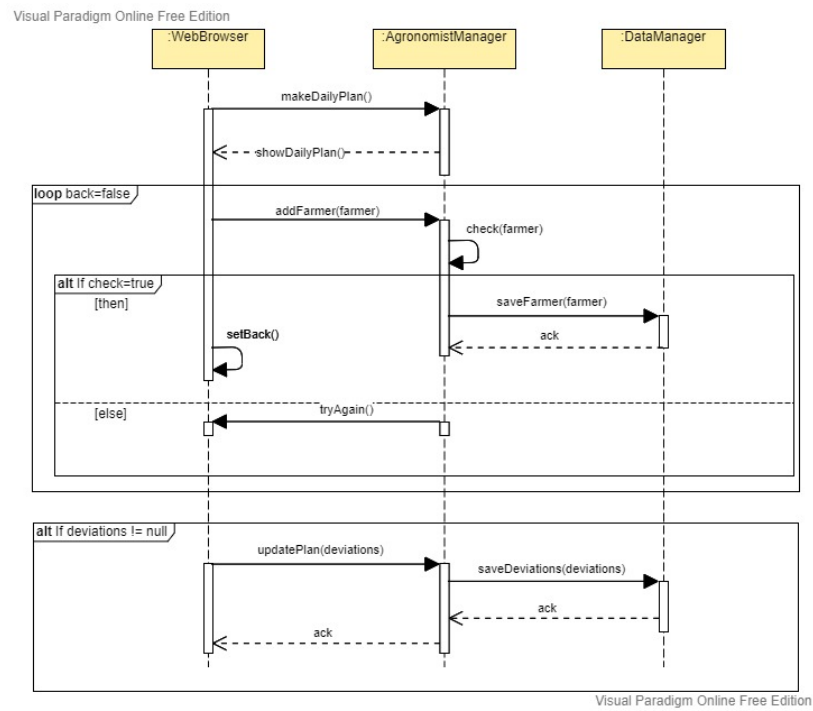 Visual Paradigm Online Free Edition
:WebBrowser
:AgronomistManager
:DataManager
makeDailyPlan()
showDailyPlan()
loop back=false
addFarmer(farmer)
check(farmer)
alt If check=true
[then]
saveFarmer(farmer)
setBack()
ack
[else]
tryAgain()
alt If deviations != null
updatePlan(deviations)
saveDeviations(deviations)
ack
ack
Visual Paradigm Online Free Edition